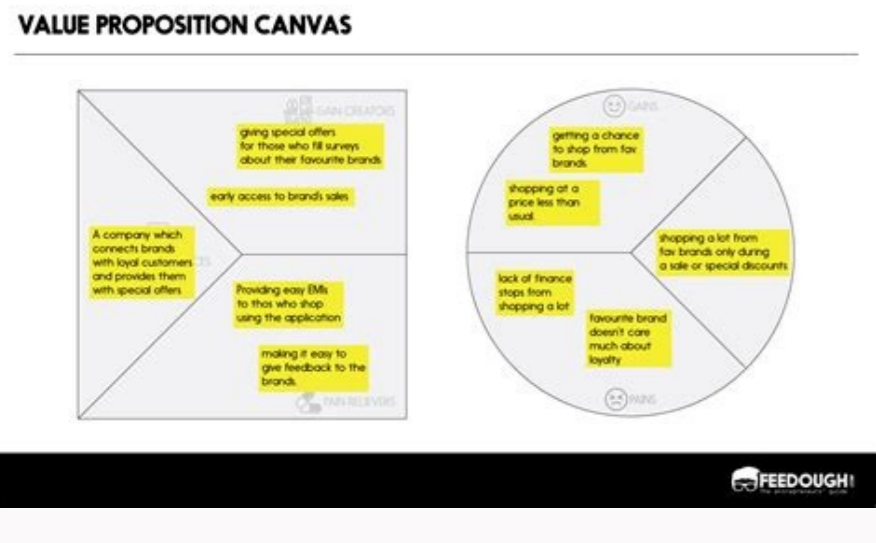 VALUE PROPOSITION CANVAS
GAIN CREATORS
giving special offers
for those who fill surveys
about their favourite brands
early access to brand's sales
A company which
connects brands
with loyal customers
and provides them
with special offers
Providing easy EMIs
to thos who shop
using the application
making it easy to
give feedback to the
brands.
PAIN RELIEVERS
GAINS
getting a chance
to shop from fav
brands.
shopping at a
price less than
usual.
shopping a lot from
fav brands only during
a sale or special discounts
lack of finance
stops from
shopping a lot
favourite brand
doesn't care
much about
loyalty
PAINS
FEEDOUGH
The entrepreneurs' guide